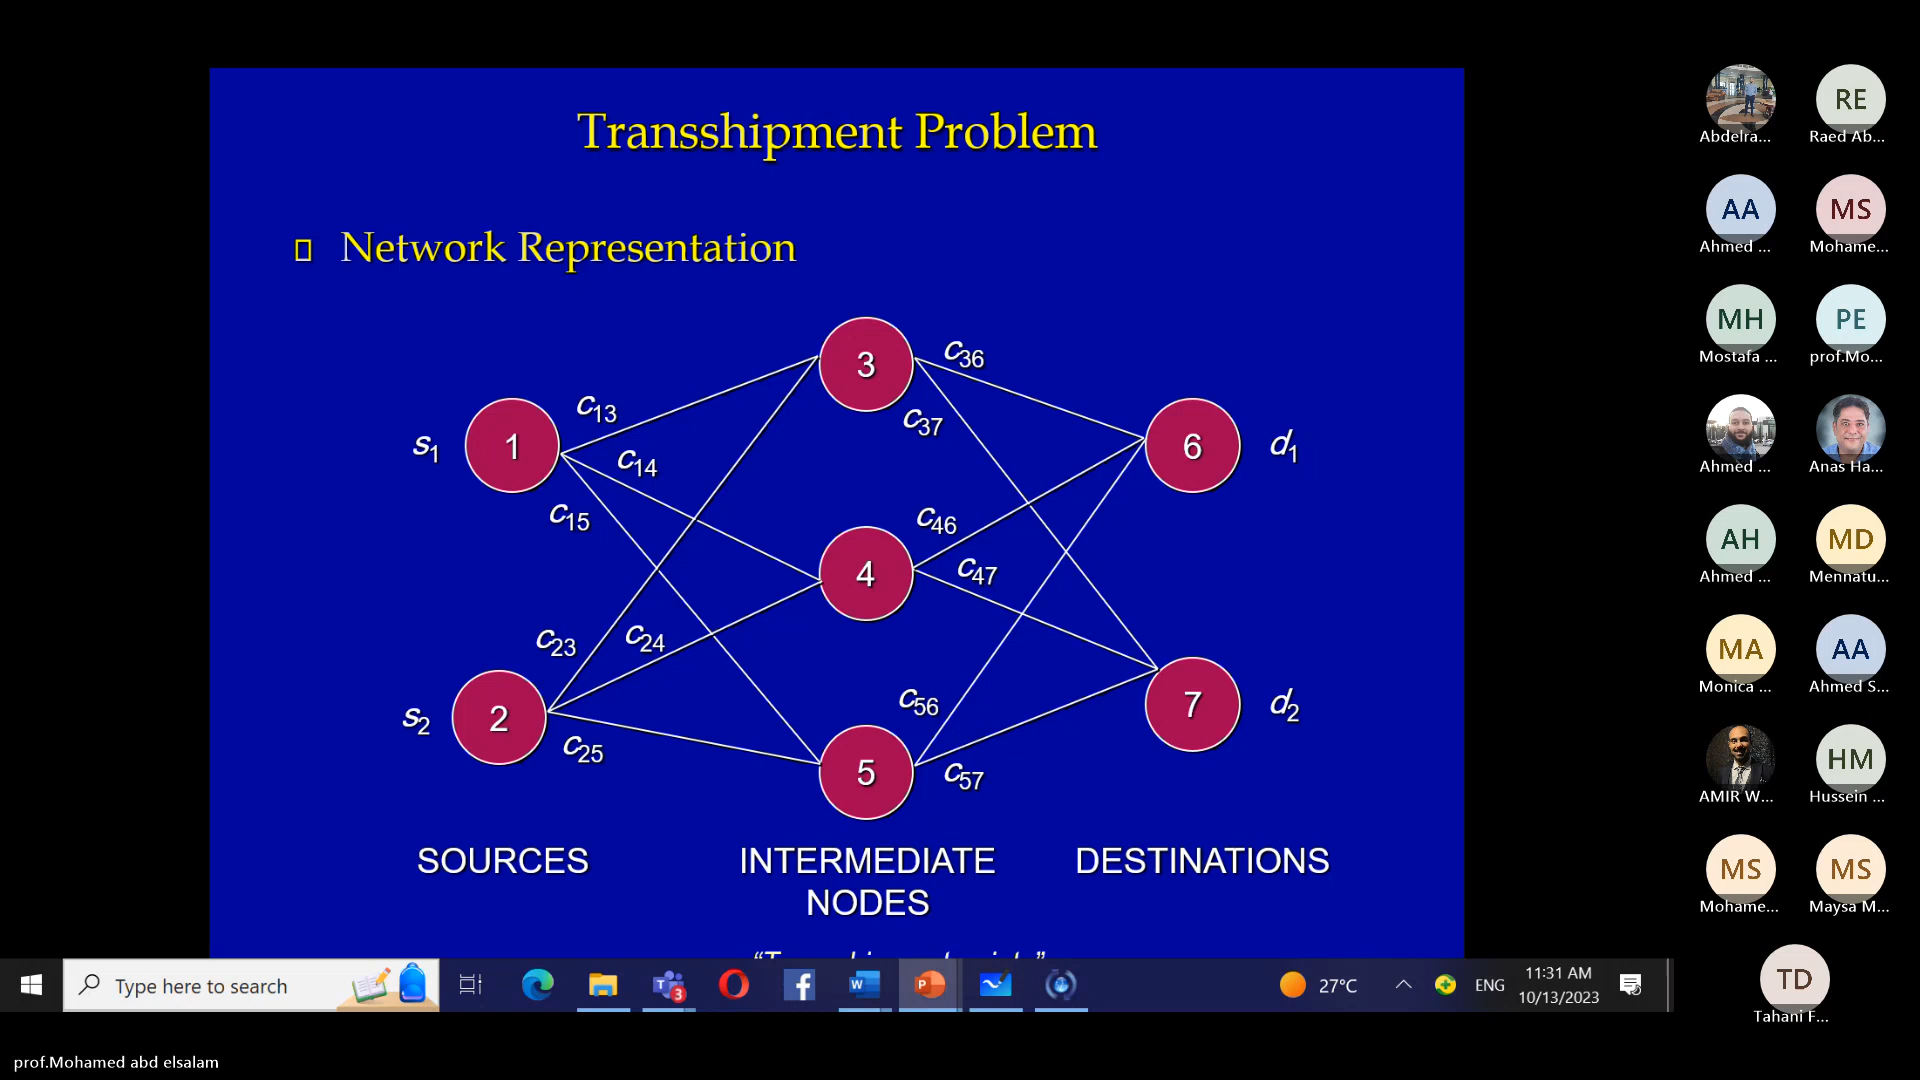 Transshipment Problem
Network Representation
c36
3
c37
c13
s1 1
c14
6 d1
c15
c46
4
c47
c23 c24
c56
7 d2
s2 2
c25
5
c57
SOURCES INTERMEDIATE NODES DESTINATIONS
Type here to search
3
W
P
27°C
ENG
11:31 AM
10/13/2023
prof.Mohamed abd elsalam
Abdelra...
RE
Raed Ab...
AA
Ahmed ...
MS
Mohame...
MH
Mostafa ...
PE
prof.Mo...
Ahmed ...
Anas Ha...
AH
Ahmed ...
MD
Mennatu...
MA
Monica ...
AA
Ahmed S...
AMIR W...
HM
Hussein ...
MS
Mohame...
MS
Maysa M...
TD
Tahani F...